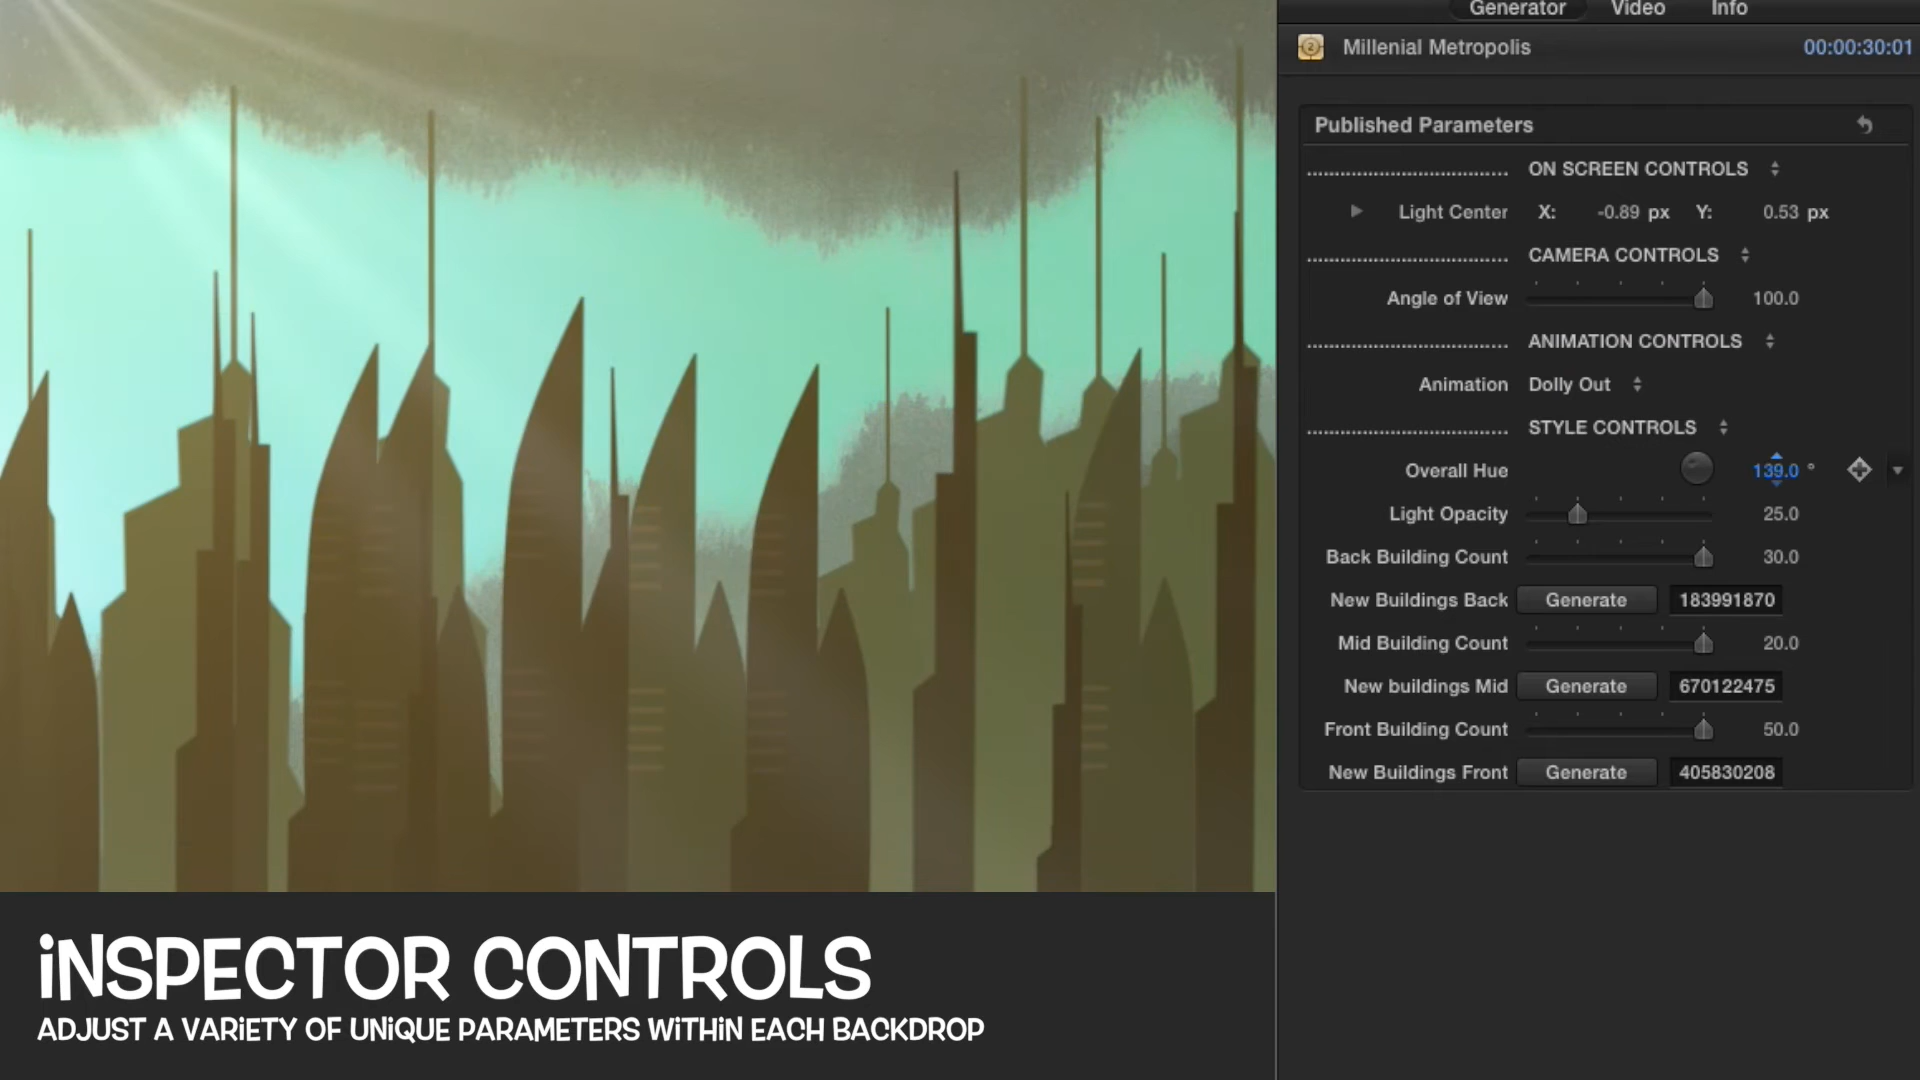 Generator Video Info
Millenial Metropolis 00:00:30:01
Published Parameters
ON SCREEN CONTROLS
Light Center X: -0.89 px Y: 0.53 px
CAMERA CONTROLS
Angle of View 100.0
ANIMATION CONTROLS
Animation Dolly Out
STYLE CONTROLS
Overall Hue 139.0 °
Light Opacity 25.0
Back Building Count 30.0
New Buildings Back Generate 183991870
Mid Building Count 20.0
New buildings Mid Generate 670122475
Front Building Count 50.0
New Buildings Front Generate 405830208
iNSPECTOR CONTROLS
ADJUST A VARiETY OF UNiQUE PARAMETERS WiTHiN EACH BACKDROP